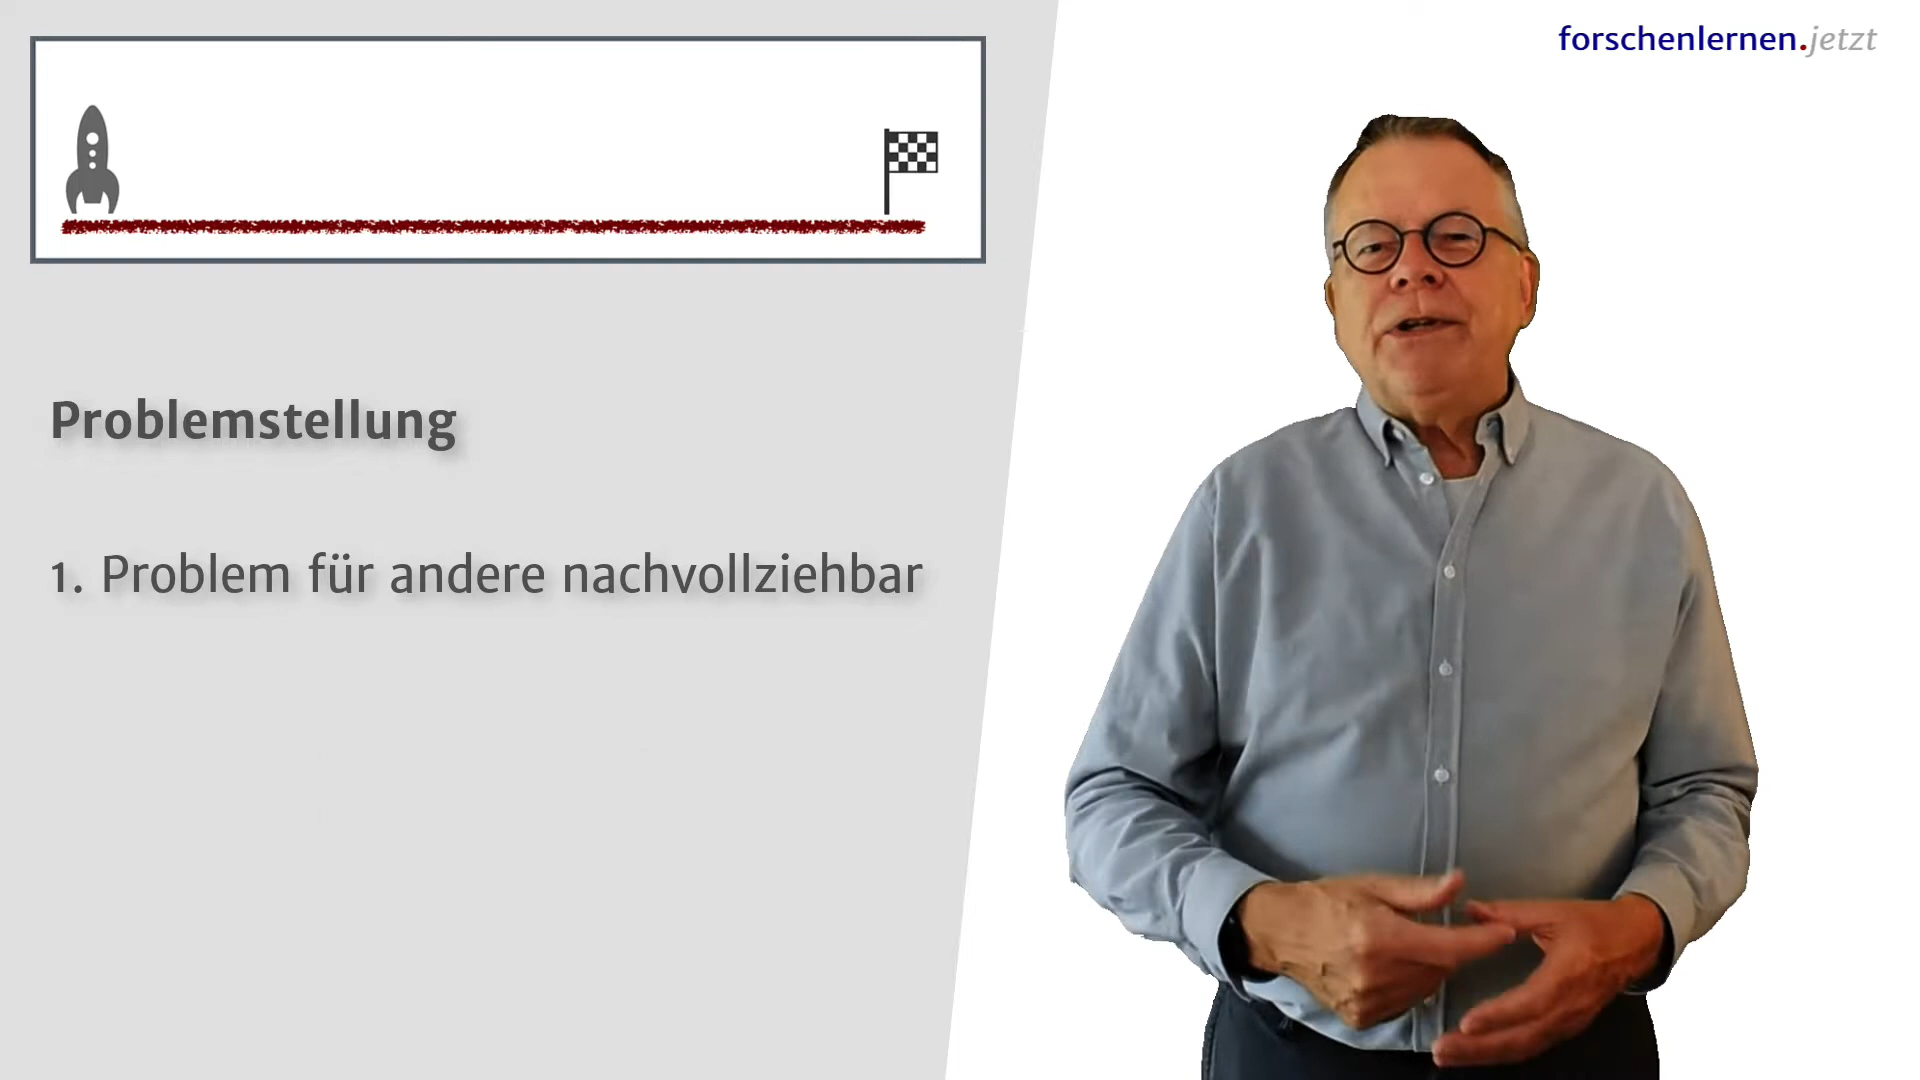 forschenlernen.jetzt
Problemstellung
1. Problem für andere nachvollziehbar